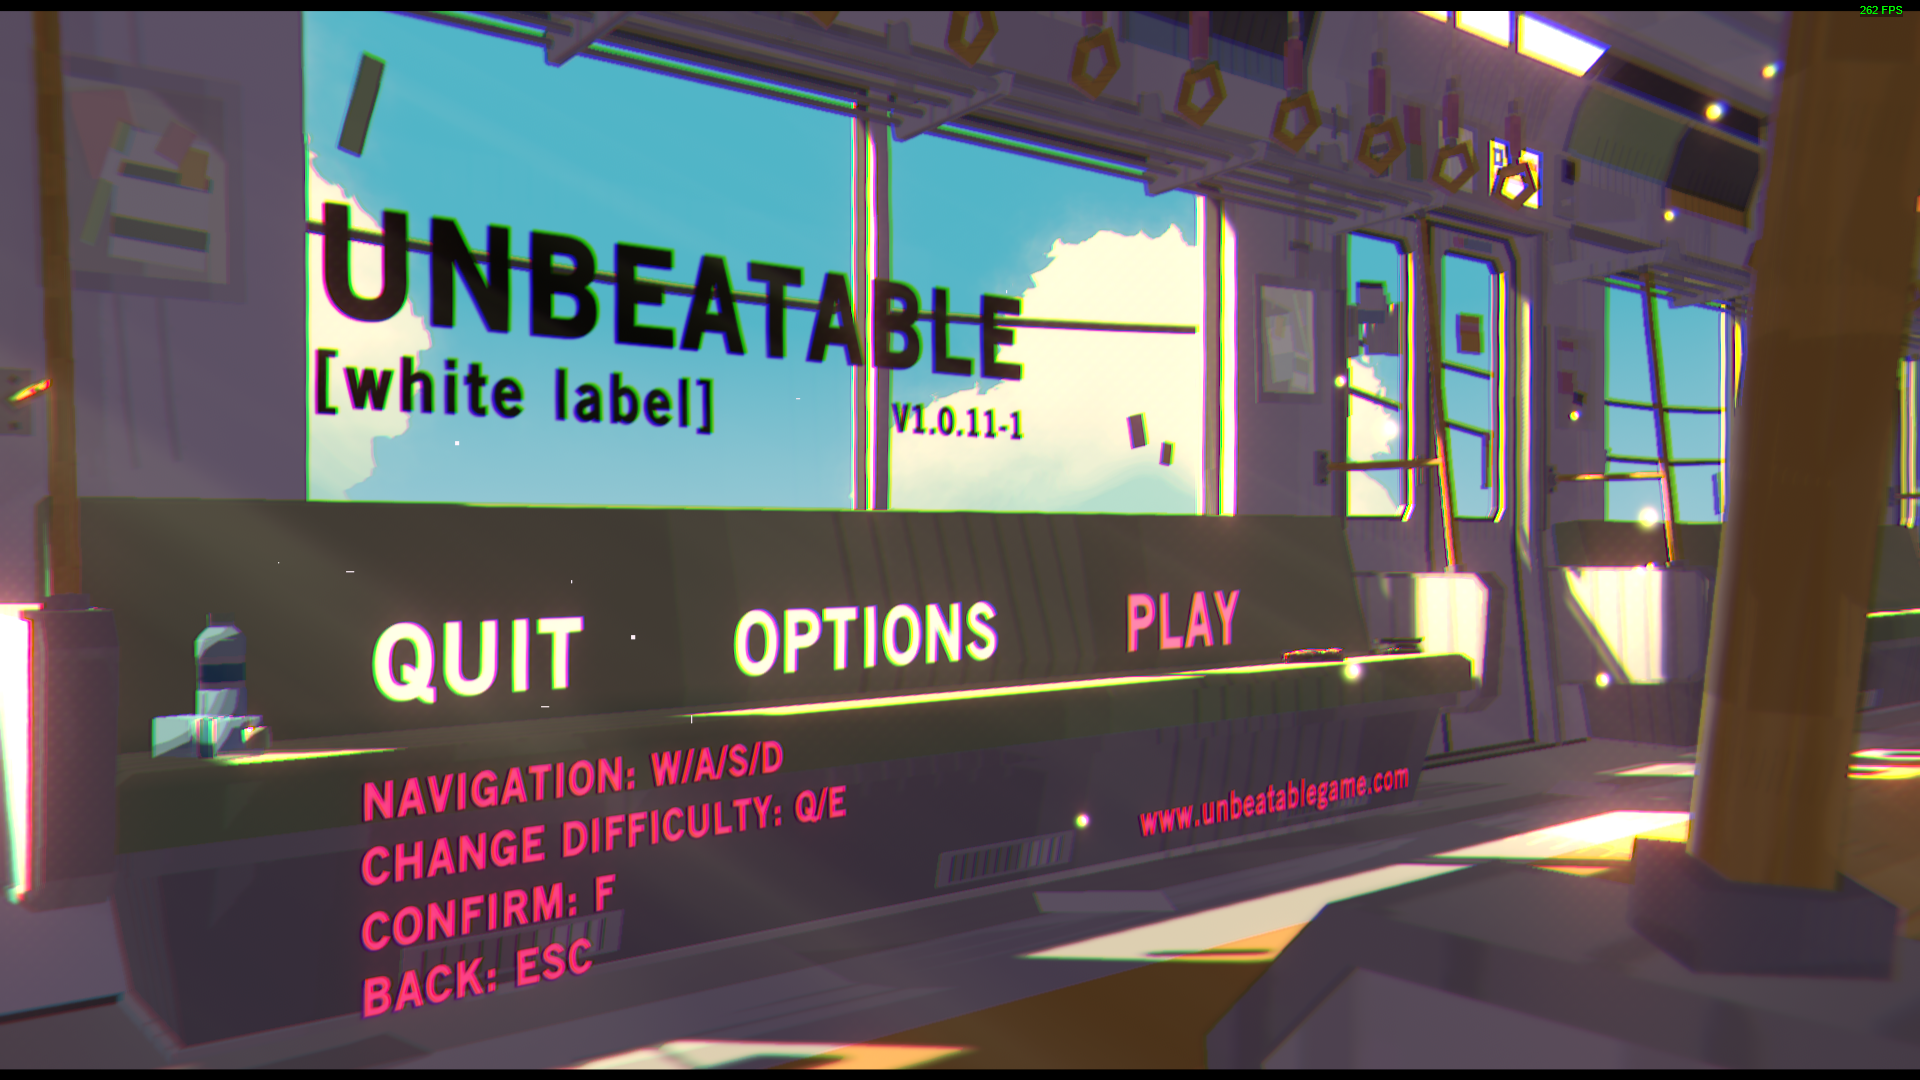 262 FPS
UNBEATABLE
[white label]
V1.0.11-1
QUIT OPTIONS PLAY
NAVIGATION: W/A/S/D
CHANGE DIFFICULTY: Q/E
CONFIRM: F
BACK: ESC
www.unbeatablegame.com